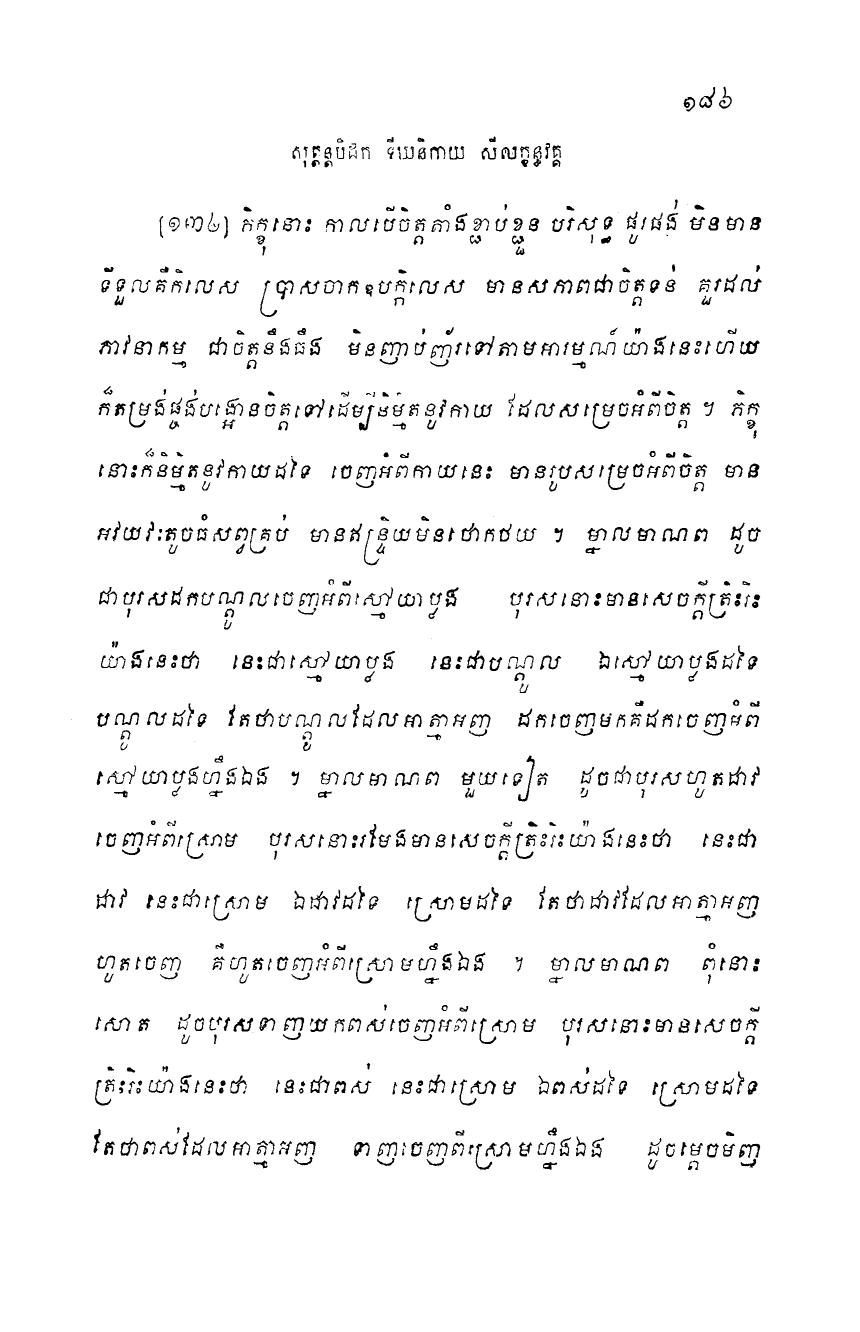 ១៨៦
សុត្តន្តបិដក ទីឃនិកាយ សីលក្ខន្ធវគ្គ
[១៣៤] ភិក្ខុនោះ កាលបើចិត្តតាំងខ្ជាប់ខ្ជួន បរិសុទ្ធ ផូរផង់ មិនមាន
ទីទួលគឺកិលេស ប្រាសចាកឧបក្កិលេស មានសភាពជាចិត្តទន់ គួរដល់
ភាវនាកម្ម ជាចិត្តនឹងធឹង មិនញាប់ញ័រទៅតាមអារម្មណ៍យ៉ាងនេះហើយ
ក៏តម្រង់ផ្ចង់បង្អោនចិត្តទៅដើម្បីនិម្មតនូវកាយ ដែលសម្រេចអំពីចិត្ត ។ ភិក្ខុ
នោះក៏និម្មិតនូវកាយដទៃ ចេញអំពីកាយនេះ មានរូបសម្រេចអំពីចិត្ត មាន
អវយវៈតូចធំសព្វគ្រប់ មានឥន្ទ្រិយមិនថោកថយ ។ ម្នាលមាណព ដូច
ជាបុរសដកបណ្តូលចេញអំពីស្មៅយាប្លង បុរសនោះមានសេចក្តីត្រិះរិះ
យ៉ាងនេះថា នេះជាស្មៅយាប្លង នេះជាបណ្តូល ឯស្មៅយាប្លងដទៃ
បណ្តូលដទៃ តែថាបណ្តូលដែលអាត្មាអញ ដកចេញមកគឺដកចេញអំពី
ស្មៅយាប្លងហ្នឹងឯង ។ ម្នាលមាណព មួយទៀត ដូចជាបុរសហូតដាវ
ចេញអំពីស្រោម បុរសនោះរមែងមានសេចក្តីត្រិះរិះយ៉ាងនេះថា នេះជា
ដាវ នេះជាស្រោម ឯដាវដទៃ ស្រោមដទៃ តែថាដាវដែលអាត្មាអញ
ហូតចេញ គឺហូតចេញអំពីស្រោមហ្នឹងឯង ។ ម្នាលមាណព ពុំនោះ
សោត ដូចបុរសទាញយកពស់ចេញអំពីស្រោម បុរសនោះមានសេចក្តី
ត្រិះរិះយ៉ាងនេះថា នេះជាពស់ នេះជាស្រោម ឯពស់ដទៃ ស្រោមដទៃ
តែថាពស់ដែលអាត្មាអញ ទាញចេញពីស្រោមហ្នឹងឯង ដូចម្តេចមិញ